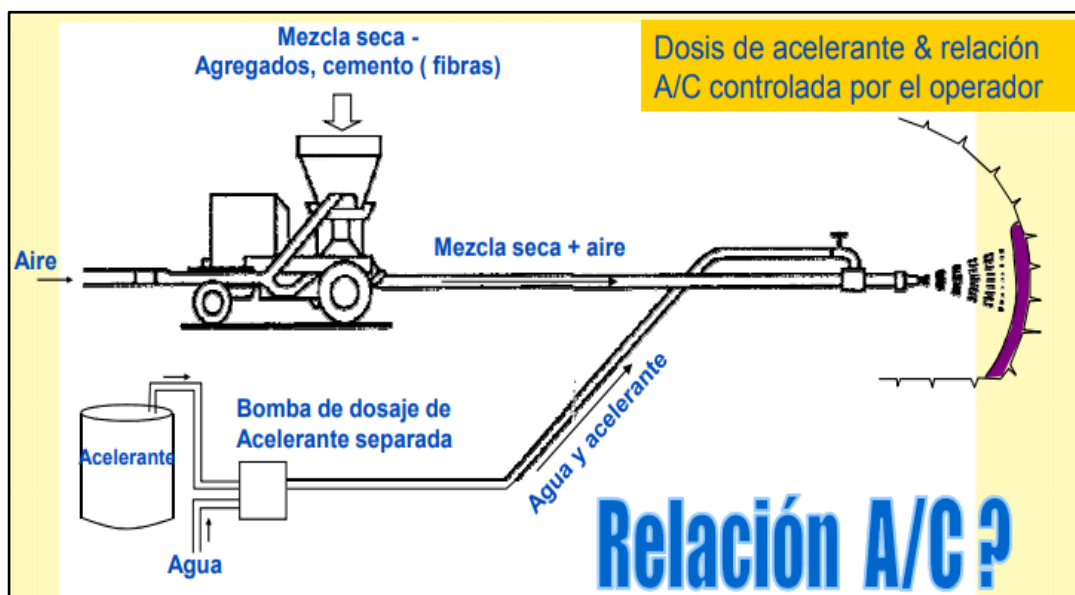 Mezcla seca -
Agregados, cemento ( fibras)
Dosis de acelerante & relación
A/C controlada por el operador
Aire
Mezcla seca + aire
Bomba de dosaje de
Acelerante separada
Acelerante
Agua y acelerante
Agua
Relación A/C ?